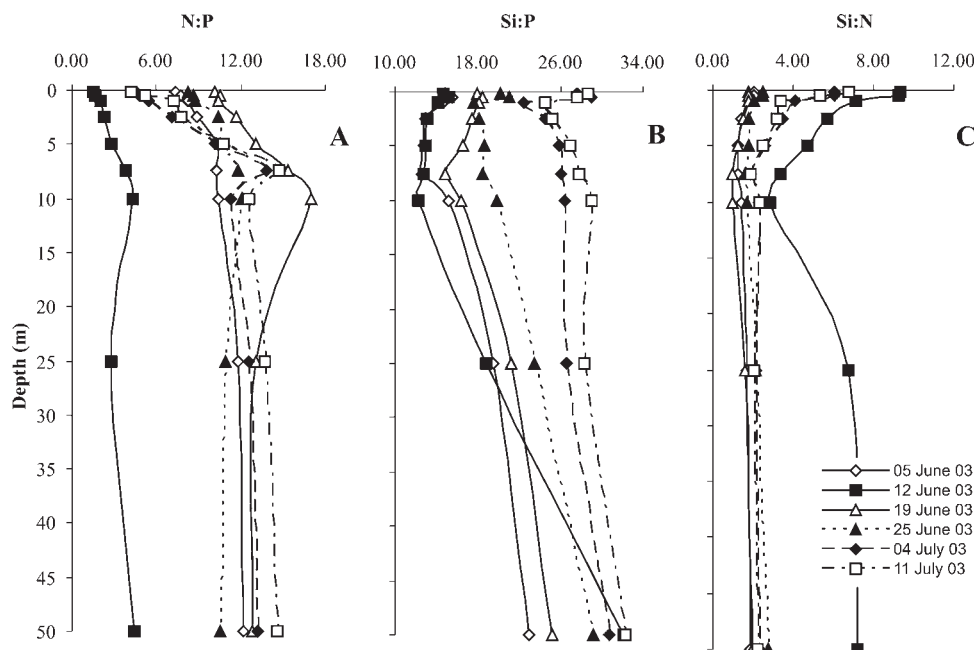 N:P
0.00 6.00 12.00 18.00
Si:P
10.00 18.00 26.00 34.00
Si:N
0.00 4.00 8.00 12.00
Depth (m)
0
5
10
15
20
25
30
35
40
45
50
A
B
C
05 June 03
12 June 03
19 June 03
25 June 03
04 July 03
11 July 03